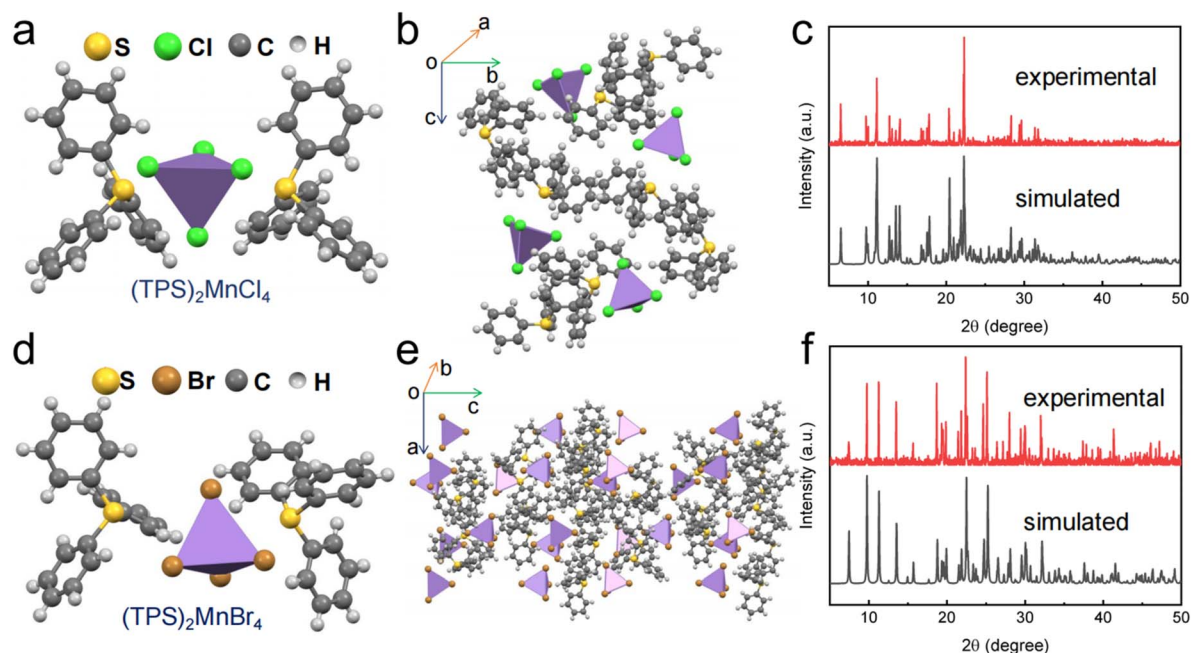 a
S Cl C H
(TPS)₂MnCl₄
b
a
o
b
c
c
experimental
simulated
Intensity (a.u.)
10 20 30 40 50
2θ (degree)
d
S Br C H
(TPS)₂MnBr₄
e
b
o
c
a
f
experimental
simulated
Intensity (a.u.)
10 20 30 40 50
2θ (degree)